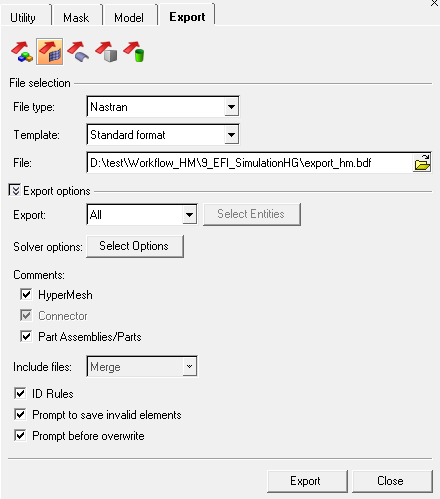 Utility Mask Model Export
File selection
File type: Nastran
Template: Standard format
File: D:\test\Workflow_HM\9_EFI_SimulationHG\export_hm.bdf
Export options
Export: All Select Entities
Solver options: Select Options
Comments:
HyperMesh
Connector
Part Assemblies/Parts
Include files: Merge
ID Rules
Prompt to save invalid elements
Prompt before overwrite
Export Close